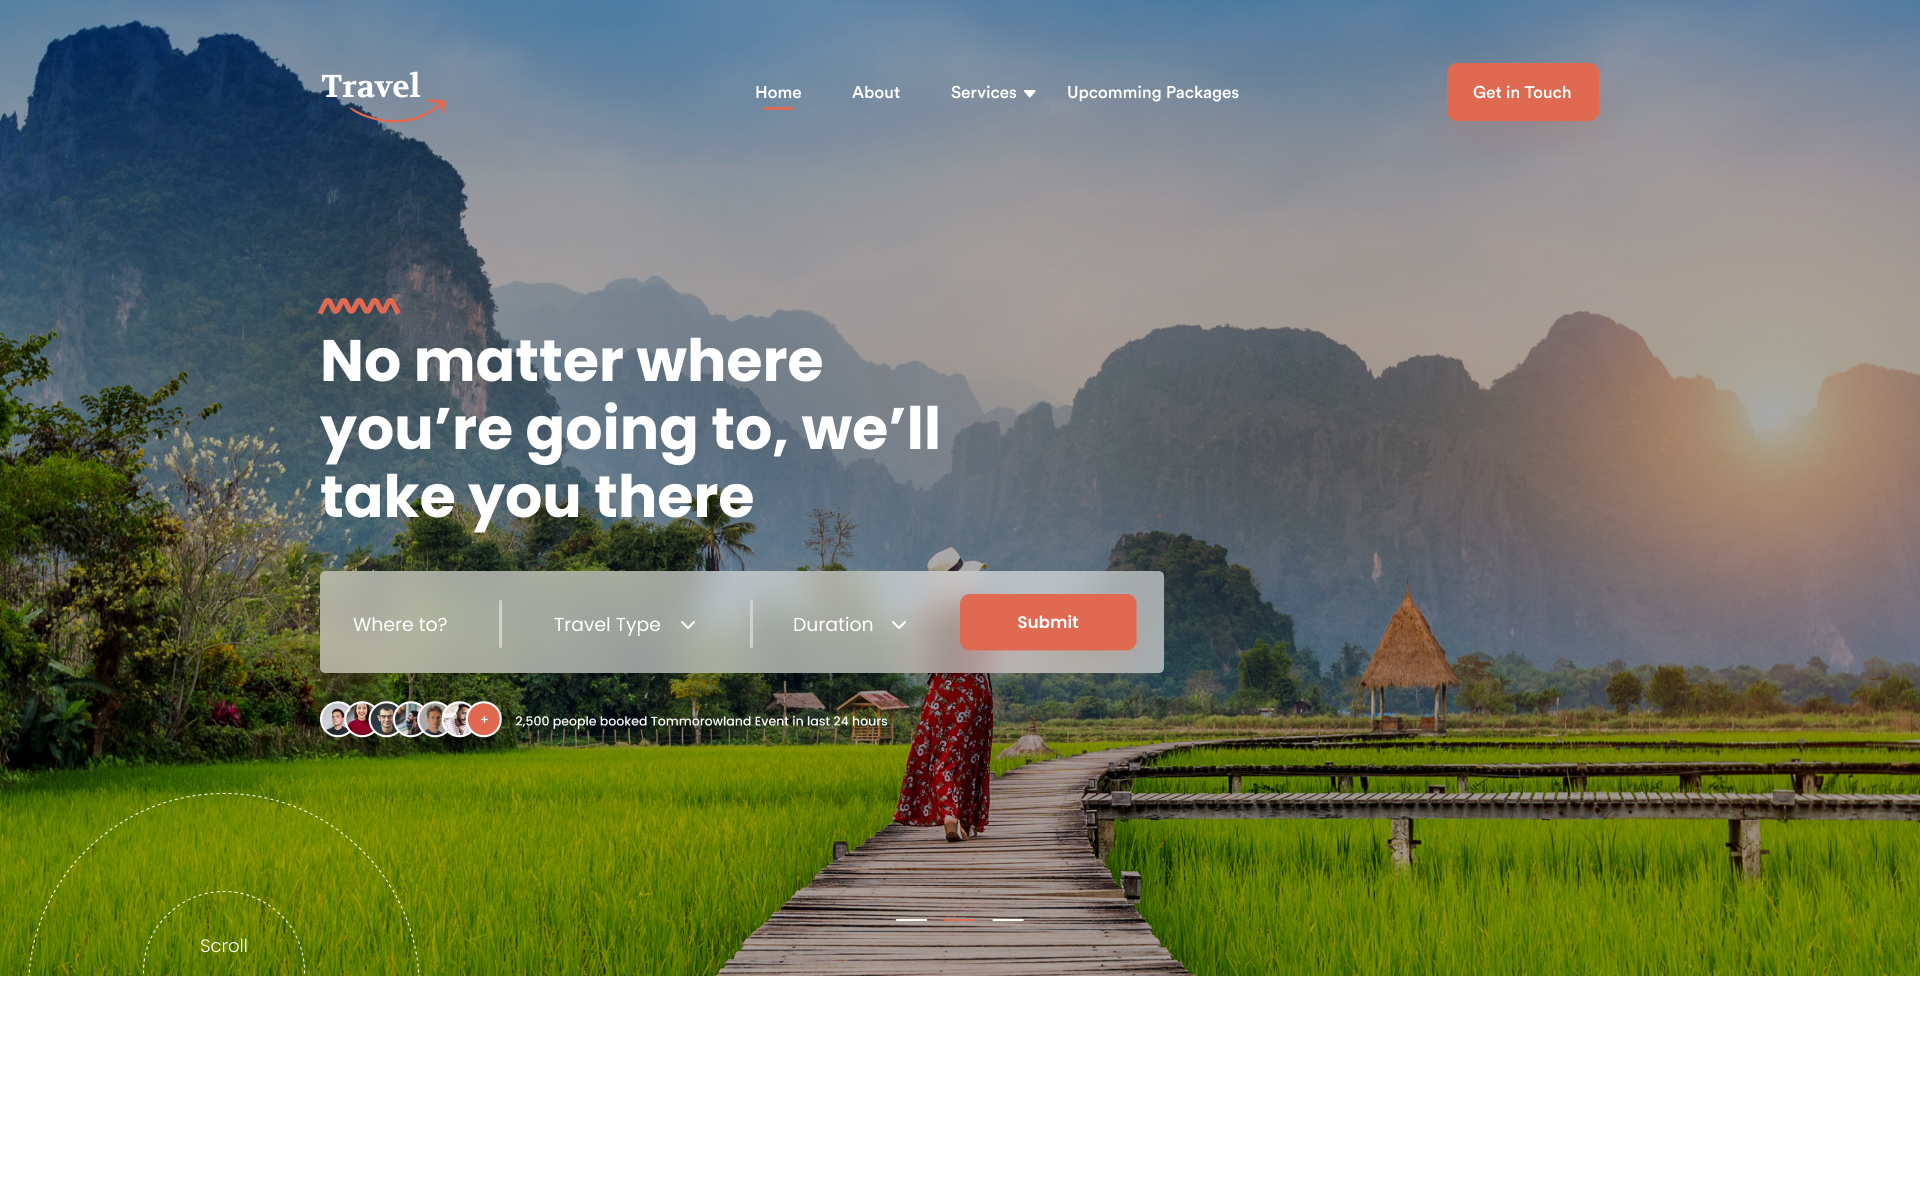 Travel
Home
About
Services
Upcomming Packages
Get in Touch
No matter where
you’re going to, we’ll
take you there
Where to?
Travel Type
Duration
Submit
+
2,500 people booked Tommorowland Event in last 24 hours
Scroll